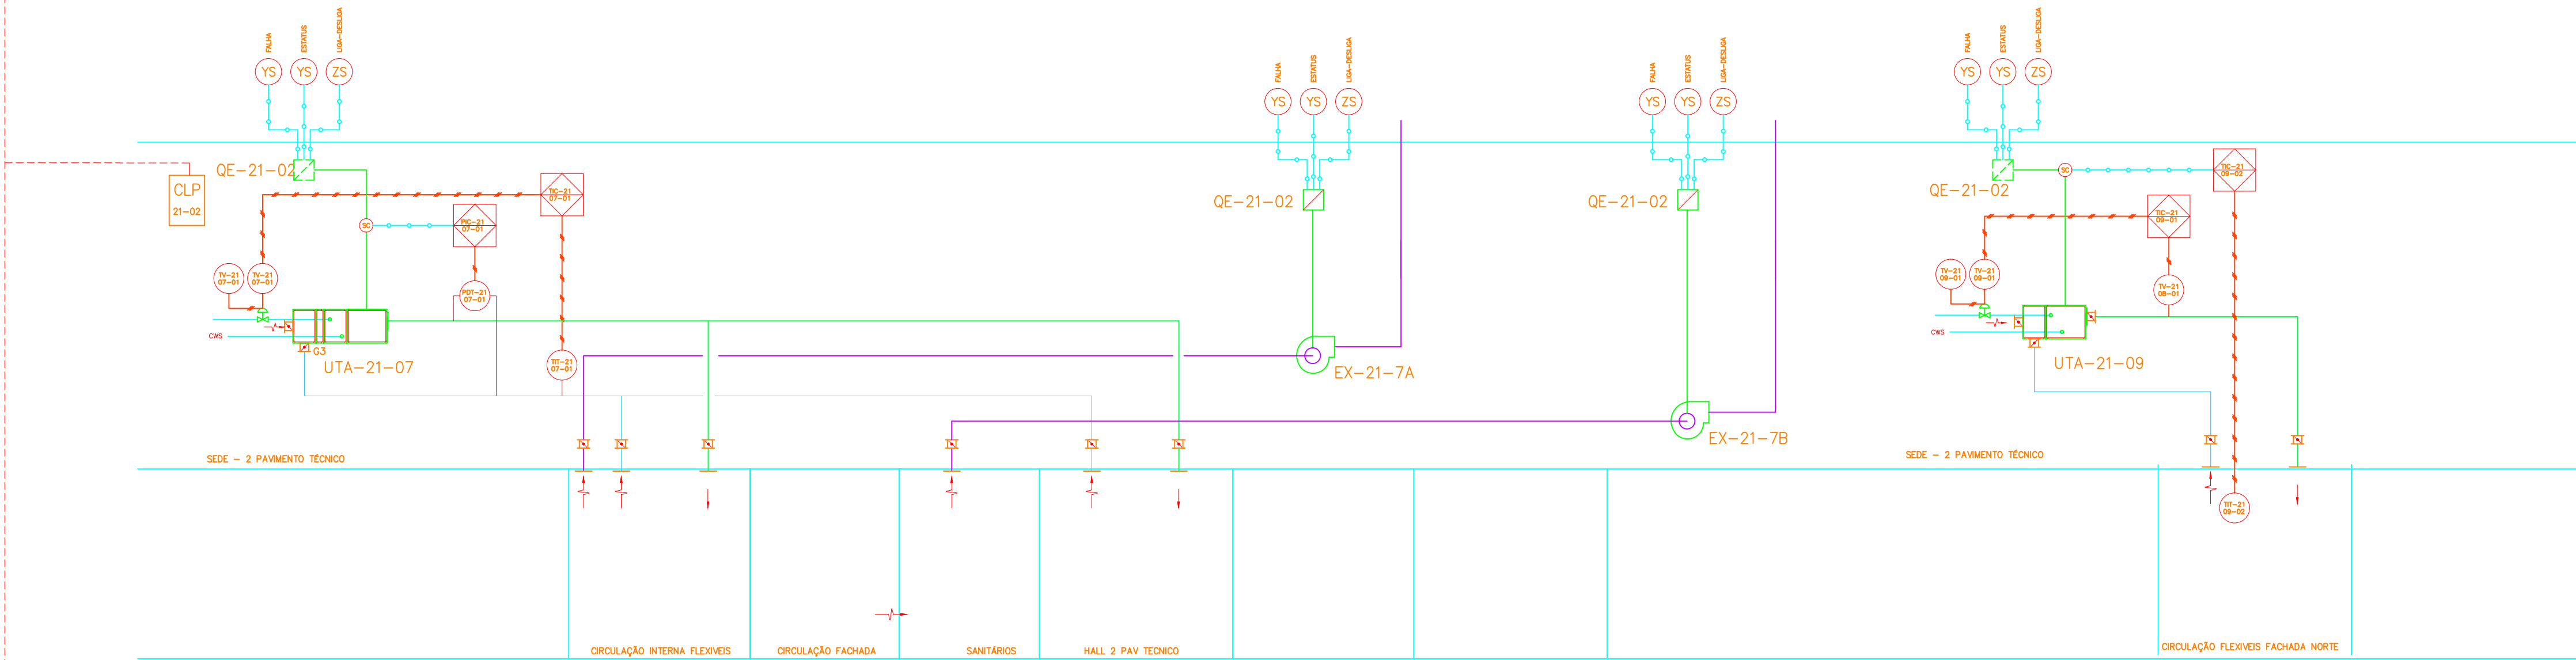 FALHA
ESTATUS
LIGA-DESLIGA
YS
YS
ZS
QE-21-02
CLP
21-02
TIC-21
07-01
SC
PIC-21
07-01
TV-21
07-01
TV-21
07-01
PDT-21
07-01
CWS
G3
UTA-21-07
TIT-21
07-01
SEDE - 2 PAVIMENTO TÉCNICO
FALHA
ESTATUS
LIGA-DESLIGA
YS
YS
ZS
QE-21-02
EX-21-7A
FALHA
ESTATUS
LIGA-DESLIGA
YS
YS
ZS
QE-21-02
EX-21-7B
FALHA
ESTATUS
LIGA-DESLIGA
YS
YS
ZS
QE-21-02
SC
TIC-21
09-02
TIC-21
09-01
TV-21
09-01
TV-21
09-01
TV-21
08-01
CWS
UTA-21-09
SEDE - 2 PAVIMENTO TÉCNICO
TIT-21
09-02
CIRCULAÇÃO INTERNA FLEXIVEIS
CIRCULAÇÃO FACHADA
SANITÁRIOS
HALL 2 PAV TECNICO
CIRCULAÇÃO FLEXIVEIS FACHADA NORTE